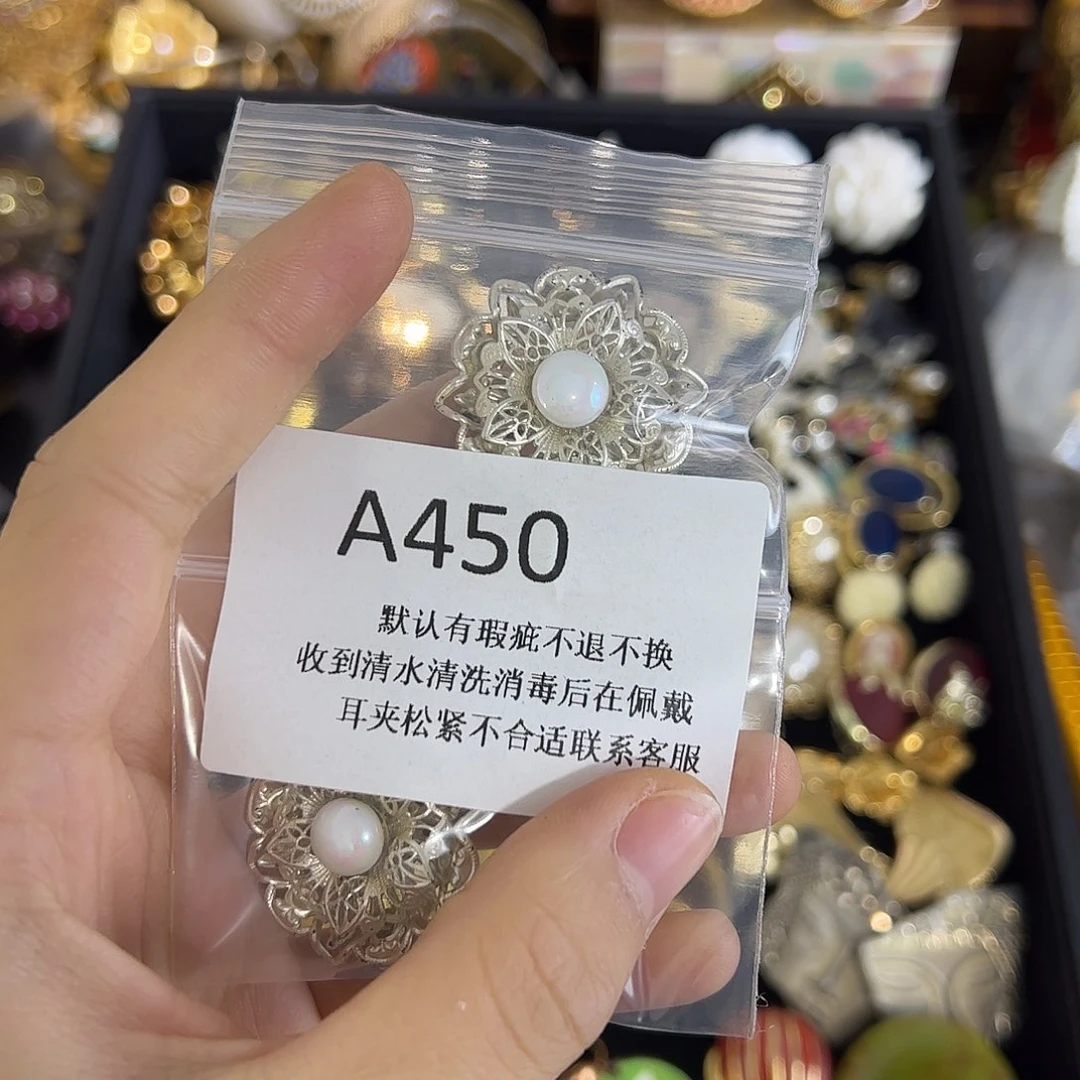 A450
默认有瑕疵不退不换
收到清水清洗消毒后在佩戴
耳夹松紧不合适联系客服